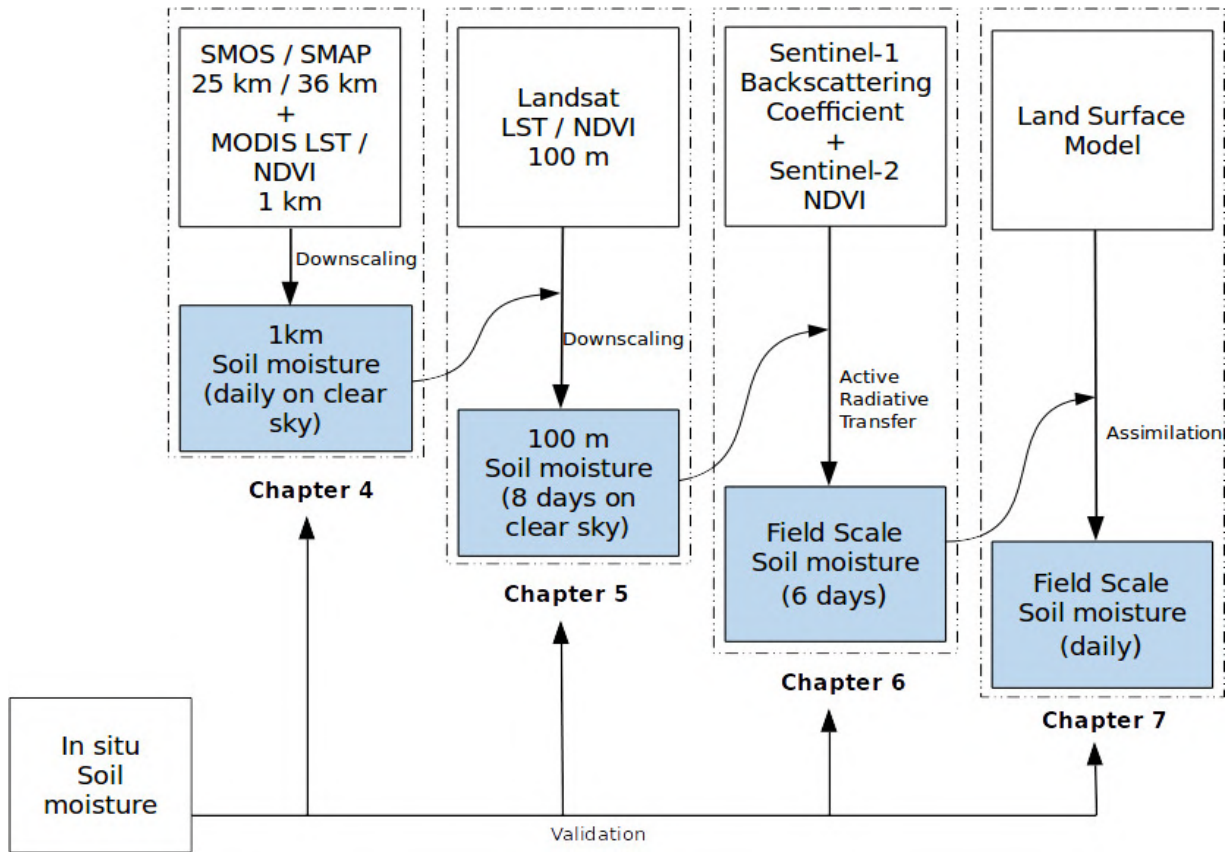 SMOS / SMAP
25 km / 36 km
+
MODIS LST /
NDVI
1 km
Downscaling
1km
Soil moisture
(daily on clear
sky)
Chapter 4
Landsat
LST / NDVI
100 m
Downscaling
100 m
Soil moisture
(8 days on
clear sky)
Chapter 5
Sentinel-1
Backscattering
Coefficient
+
Sentinel-2
NDVI
Active
Radiative
Transfer
Field Scale
Soil moisture
(6 days)
Chapter 6
Land Surface
Model
Assimilation
Field Scale
Soil moisture
(daily)
Chapter 7
In situ
Soil
moisture
Validation